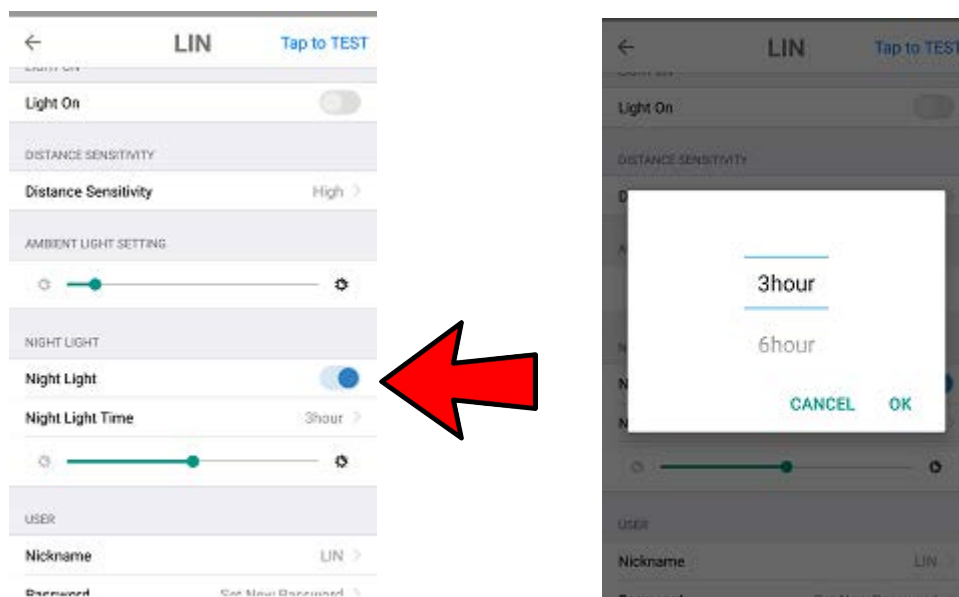 LIN
Tap to TEST
Light On
DISTANCE SENSITIVITY
Distance Sensitivity
High
AMBIENT LIGHT SETTING
NIGHT LIGHT
Night Light
Night Light Time
3hour
USER
Nickname
LIN
Password
Set New Password
LIN
Tap to TEST
Light On
DISTANCE SENSITIVITY
3hour
6hour
CANCEL
OK
USER
Nickname
LIN